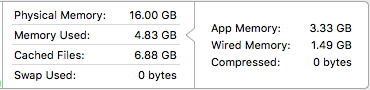 Physical Memory: 16.00 GB
Memory Used: 4.83 GB
Cached Files: 6.88 GB
Swap Used: 0 bytes
App Memory: 3.33 GB
Wired Memory: 1.49 GB
Compressed: 0 bytes